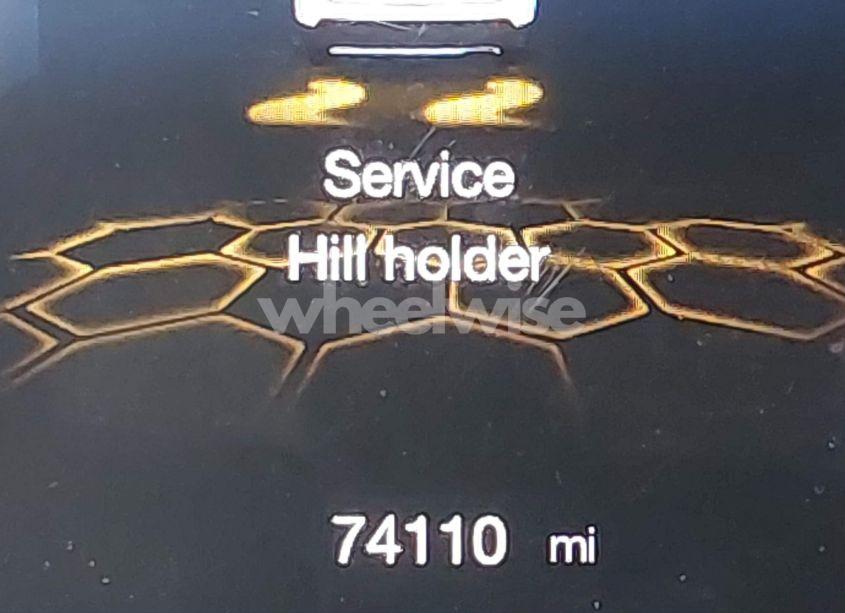 Service
Hill holder
wheelwise
74110 mi